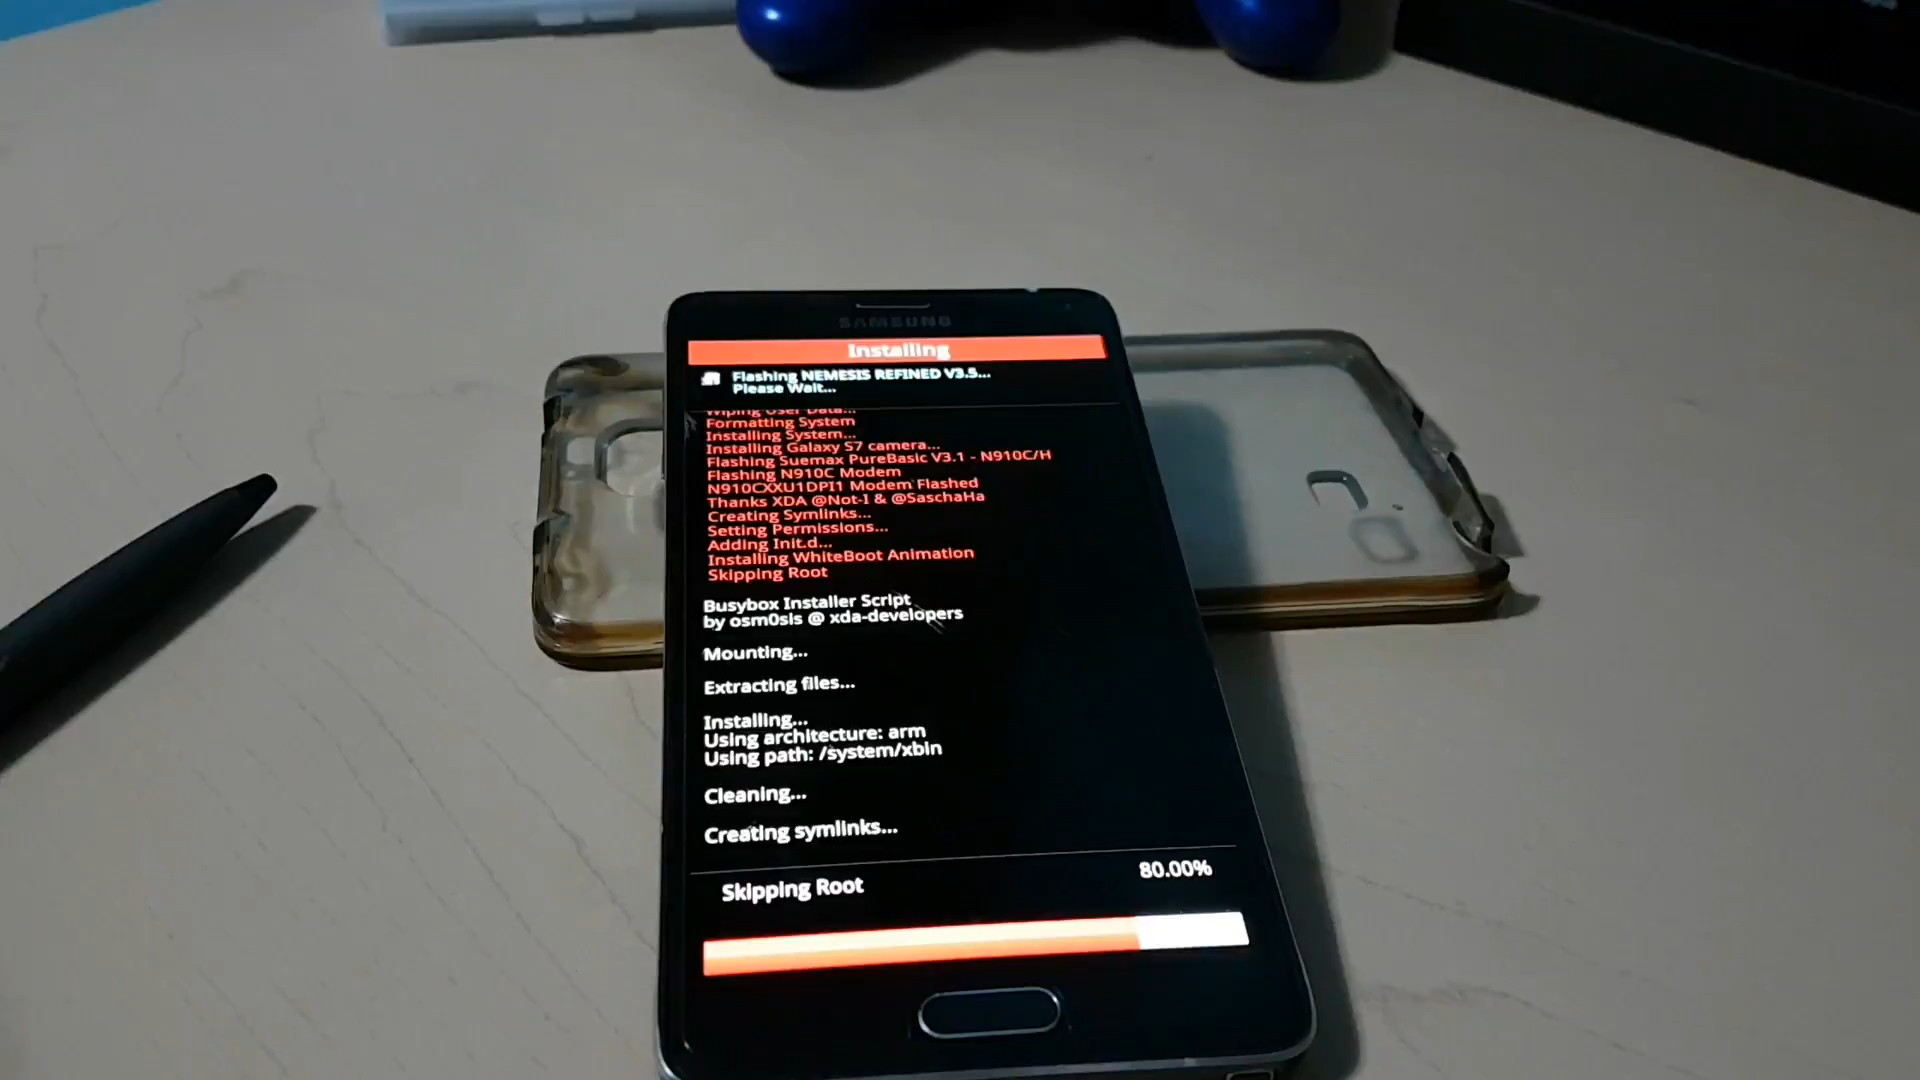 SAMSUNG
Installing
Flashing NEMESIS REFINED V3.5...
Please Wait...
Wiping User Data...
Formatting System
Installing System...
Installing Galaxy S7 camera...
Flashing Suemax PureBasic V3.1 - N910C/H
Flashing N910C Modem
N910CXXU1DPI1 Modem Flashed
Thanks XDA @Not-I & @SaschaHa
Creating Symlinks...
Setting Permissions...
Adding Init.d...
Installing WhiteBoot Animation
Skipping Root
Busybox Installer Script
by osm0sis @ xda-developers
Mounting...
Extracting files...
Installing...
Using architecture: arm
Using path: /system/xbin
Cleaning...
Creating symlinks...
Skipping Root 80.00%